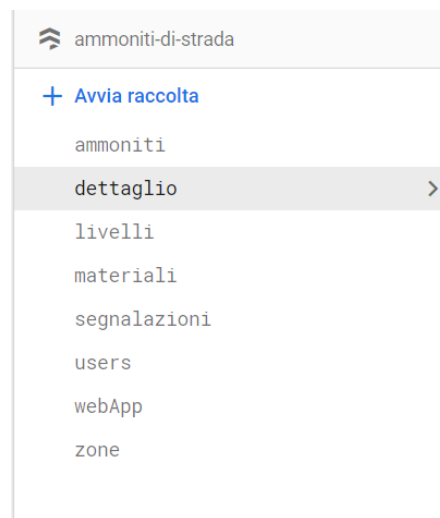 ammoniti-di-strada
+ Avvia raccolta
ammoniti
dettaglio
livelli
materiali
segnalazioni
users
webApp
zone